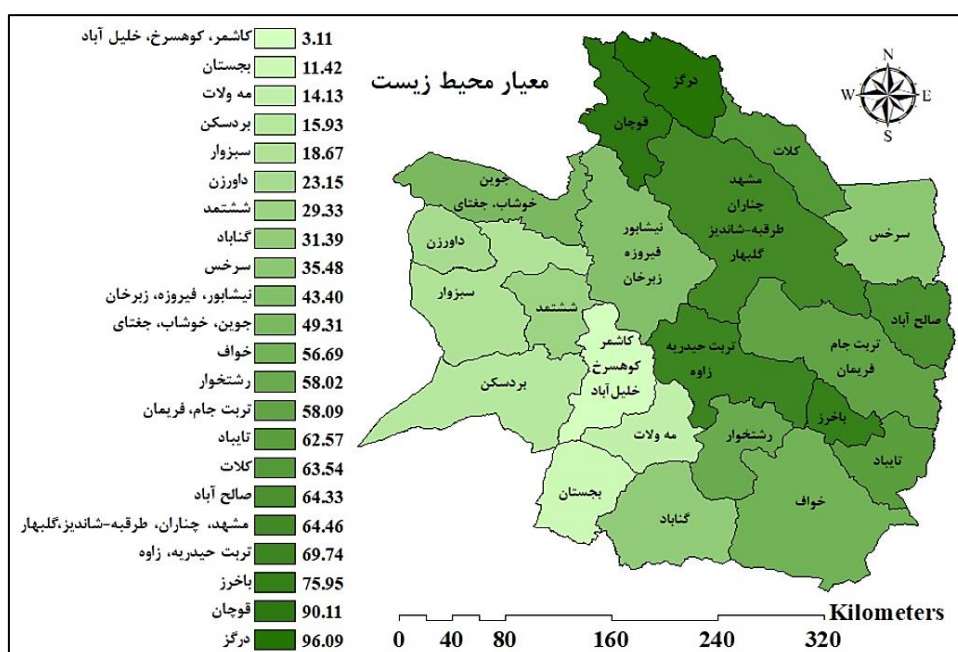 کاشمر، کوهسرخ، خلیل آباد 3.11
بجستان 11.42
مه ولات 14.13
بردسکن 15.93
سبزوار 18.67
داورزن 23.15
ششتمد 29.33
گناباد 31.39
سرخس 35.48
نیشابور، فیروزه، زبرخان 43.40
جوین، خوشاب، جغتای 49.31
خواف 56.69
رشتخوار 58.02
تربت جام، فریمان 58.09
تایباد 62.57
کلات 63.54
صالح آباد 64.33
مشهد، چناران، طرقبه-شاندیز،گلبهار 64.46
تربت حیدریه، زاوه 69.74
باخرز 75.95
قوچان 90.11
درگز 96.09
معیار محیط زیست
N
W E
S
درگز
قوچان
کلات
مشهد
چناران
طرقبه-شاندیز
گلبهار
سرخس
جوین
خوشاب، جغتای
نیشابور
فیروزه
زبرخان
داورزن
سبزوار
ششتمد
صالح آباد
تربت جام
فریمان
تربت حیدریه
زاوه
کاشمر
کوهسرخ
خلیل آباد
بردسکن
باخرز
مه ولات
رشتخوار
تایباد
بجستان
گناباد
خواف
Kilometers
0 40 80 160 240 320